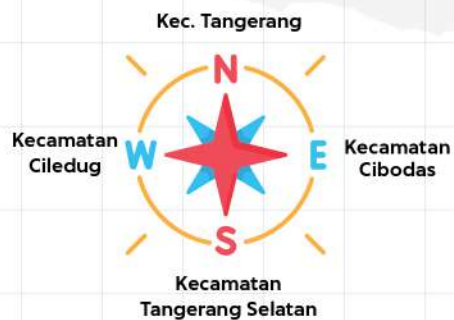 Kec. Tangerang
N
Kecamatan
Ciledug
W
E
Kecamatan
Cibodas
S
Kecamatan
Tangerang Selatan